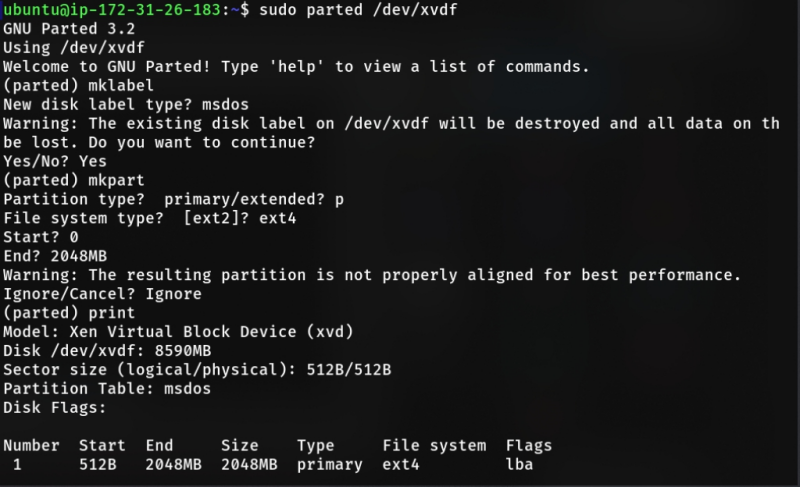 ubuntu@ip-172-31-26-183:~$ sudo parted /dev/xvdf
GNU Parted 3.2
Using /dev/xvdf
Welcome to GNU Parted! Type 'help' to view a list of commands.
(parted) mklabel
New disk label type? msdos
Warning: The existing disk label on /dev/xvdf will be destroyed and all data on th
be lost. Do you want to continue?
Yes/No? Yes
(parted) mkpart
Partition type?  primary/extended? p
File system type?  [ext2]? ext4
Start? 0
End? 2048MB
Warning: The resulting partition is not properly aligned for best performance.
Ignore/Cancel? Ignore
(parted) print
Model: Xen Virtual Block Device (xvd)
Disk /dev/xvdf: 8590MB
Sector size (logical/physical): 512B/512B
Partition Table: msdos
Disk Flags:
Number  Start  End     Size    Type     File system  Flags
 1      512B   2048MB  2048MB  primary  ext4         lba